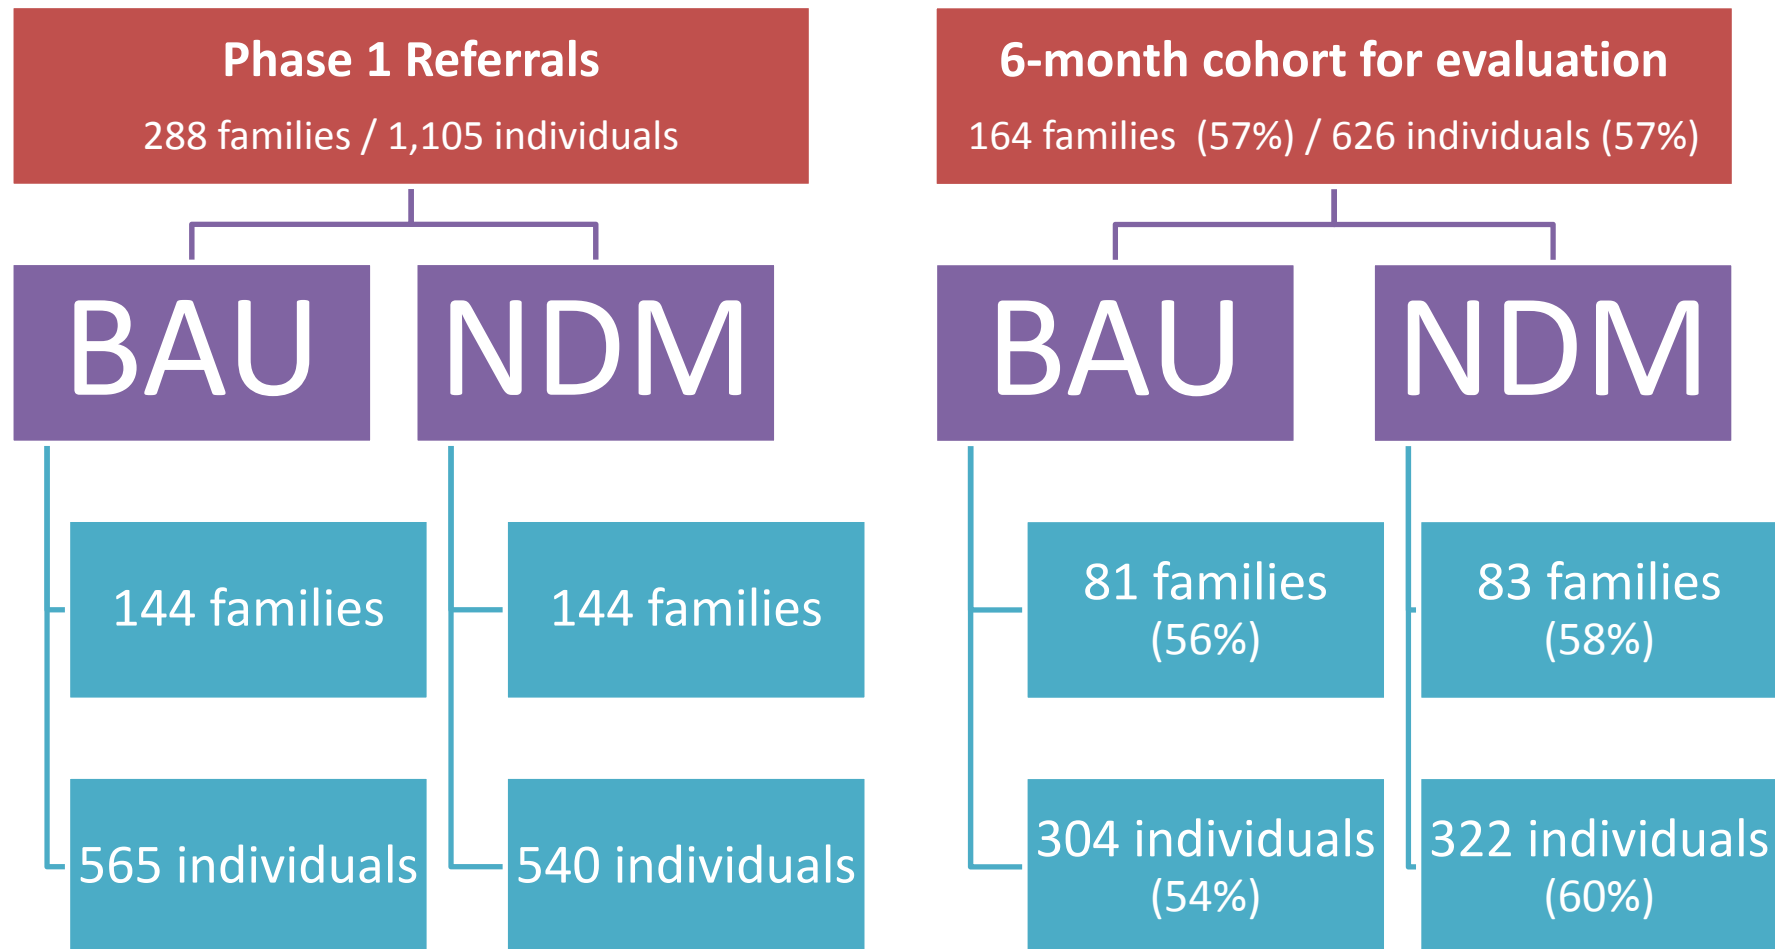 Phase 1 Referrals
288 families / 1,105 individuals
BAU
NDM
144 families
144 families
565 individuals
540 individuals
6-month cohort for evaluation
164 families (57%) / 626 individuals (57%)
BAU
NDM
81 families
(56%)
83 families
(58%)
304 individuals
(54%)
322 individuals
(60%)